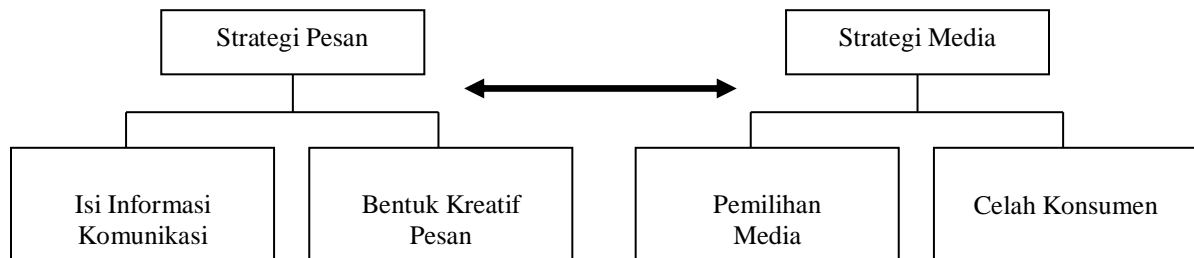 Strategi Pesan
Strategi Media
Isi Informasi
Komunikasi
Bentuk Kreatif
Pesan
Pemilihan
Media
Celah Konsumen